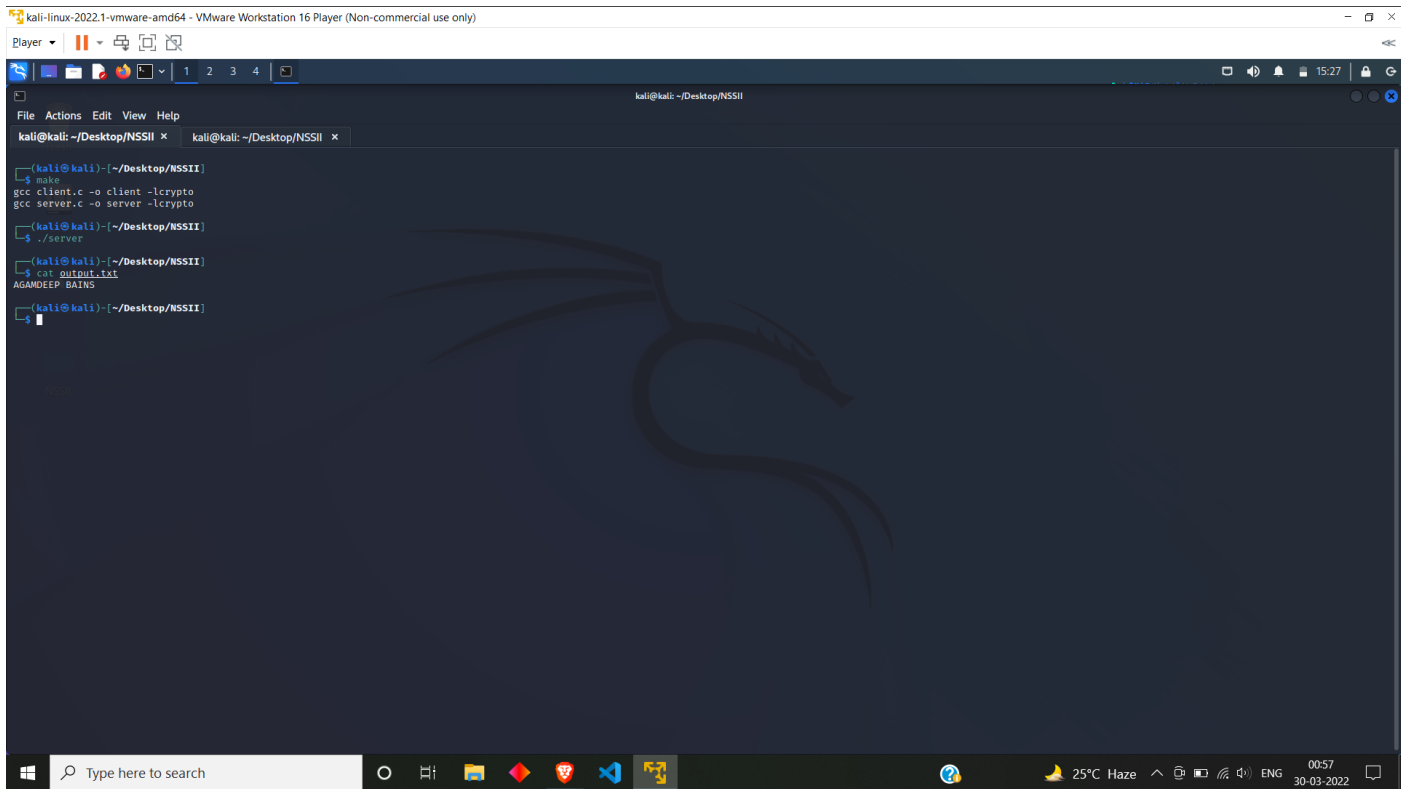 kali-linux-2022.1-vmware-amd64 - VMware Workstation 16 Player (Non-commercial use only)
Player
1 2 3 4
15:27
kali@kali: ~/Desktop/NSSII
File Actions Edit View Help
kali@kali: ~/Desktop/NSSII × kali@kali: ~/Desktop/NSSII ×
┌──(kali㉿kali)-[~/Desktop/NSSII]
└─$ make
gcc client.c -o client -lcrypto
gcc server.c -o server -lcrypto
┌──(kali㉿kali)-[~/Desktop/NSSII]
└─$ ./server
┌──(kali㉿kali)-[~/Desktop/NSSII]
└─$ cat output.txt
AGAMDEEP BAINS
┌──(kali㉿kali)-[~/Desktop/NSSII]
└─$
Type here to search
25°C Haze
ENG
00:57
30-03-2022